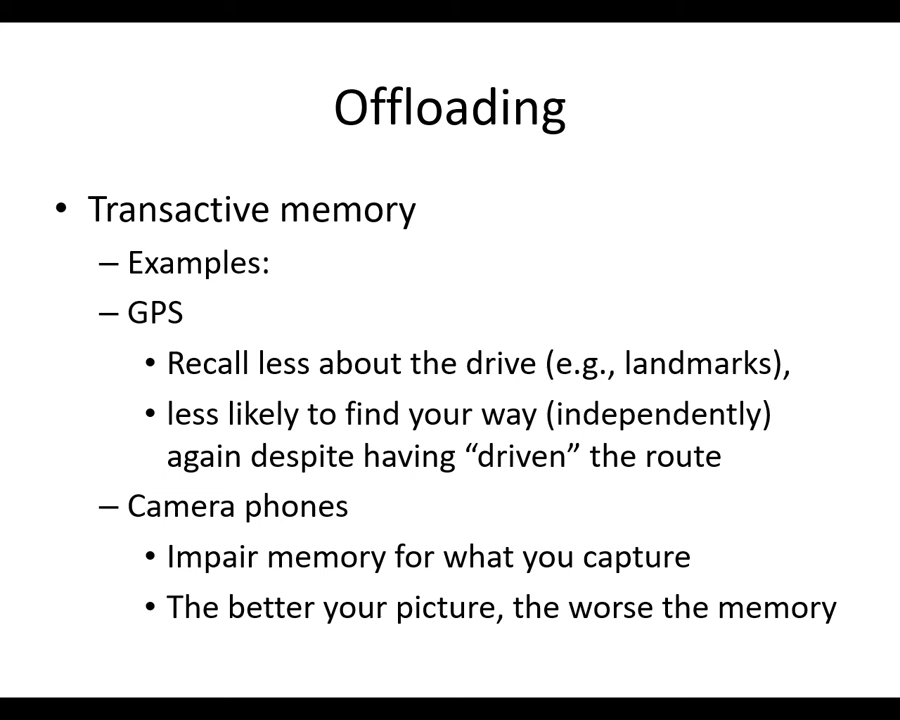 Offloading
• Transactive memory
– Examples:
– GPS
• Recall less about the drive (e.g., landmarks),
• less likely to find your way (independently)
again despite having “driven” the route
– Camera phones
• Impair memory for what you capture
• The better your picture, the worse the memory